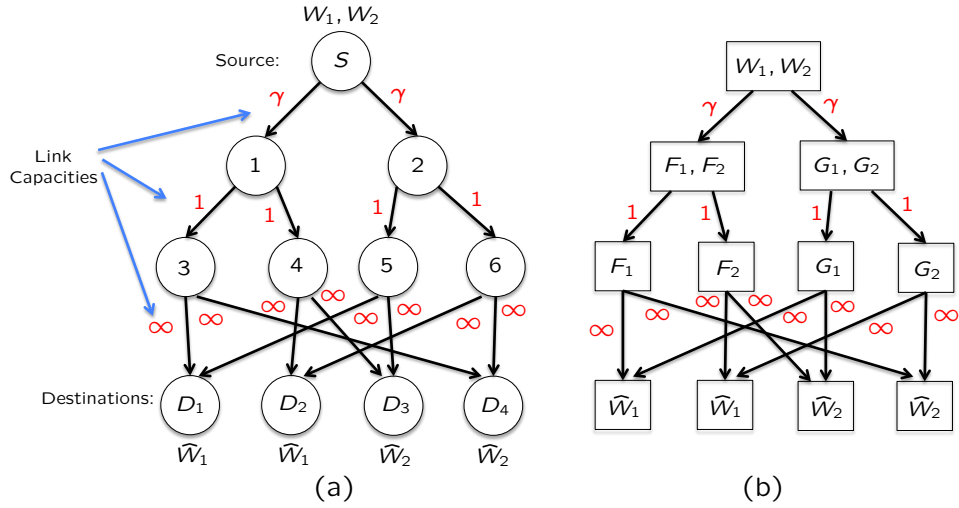 W₁, W₂
Source:
S
W₁, W₂
γ γ
γ γ
Link
Capacities
1
2
F₁, F₂
G₁, G₂
1 1 1 1
1 1 1 1
3 4 5 6
F₁ F₂ G₁ G₂
∞ ∞ ∞ ∞ ∞ ∞ ∞ ∞
∞ ∞ ∞ ∞ ∞ ∞ ∞ ∞
Destinations:
D₁ D₂ D₃ D₄
Ŵ₁ Ŵ₁ Ŵ₂ Ŵ₂
Ŵ₁ Ŵ₁ Ŵ₂ Ŵ₂
(a)
(b)